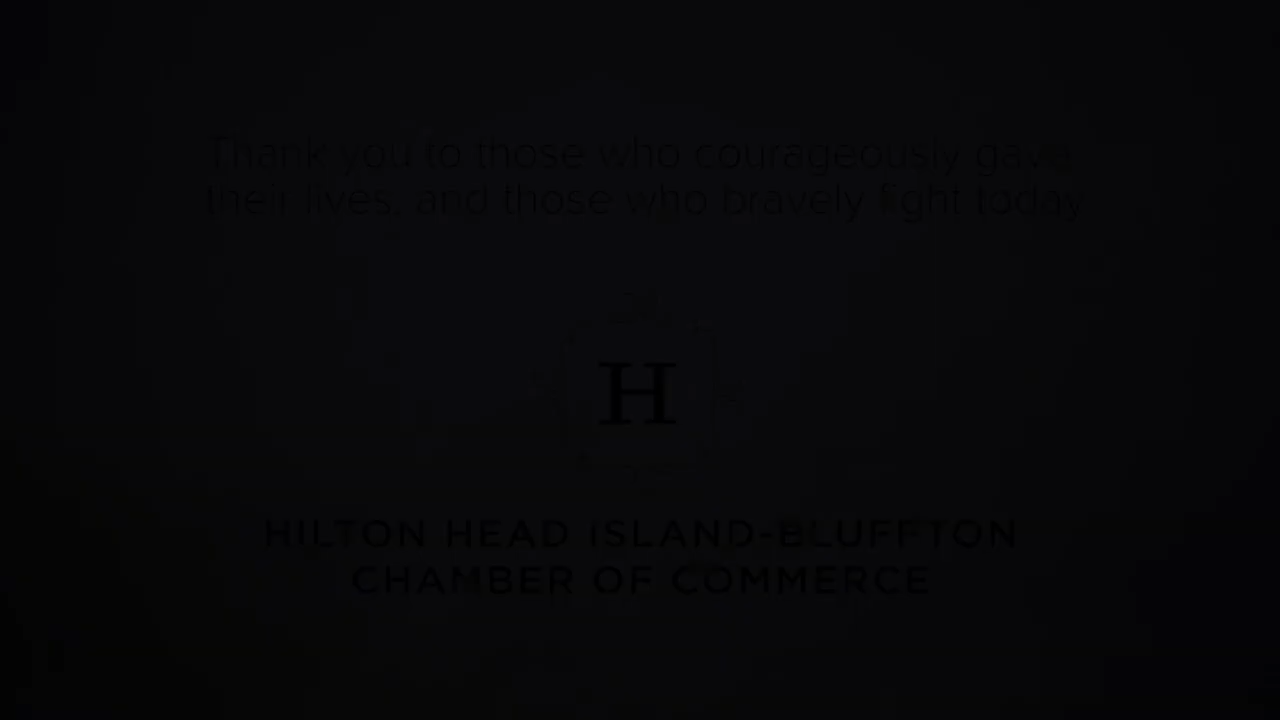 Thank you to those who courageously gave
their lives, and those who bravely fight today
H
HILTON HEAD ISLAND-BLUFFTON
CHAMBER OF COMMERCE